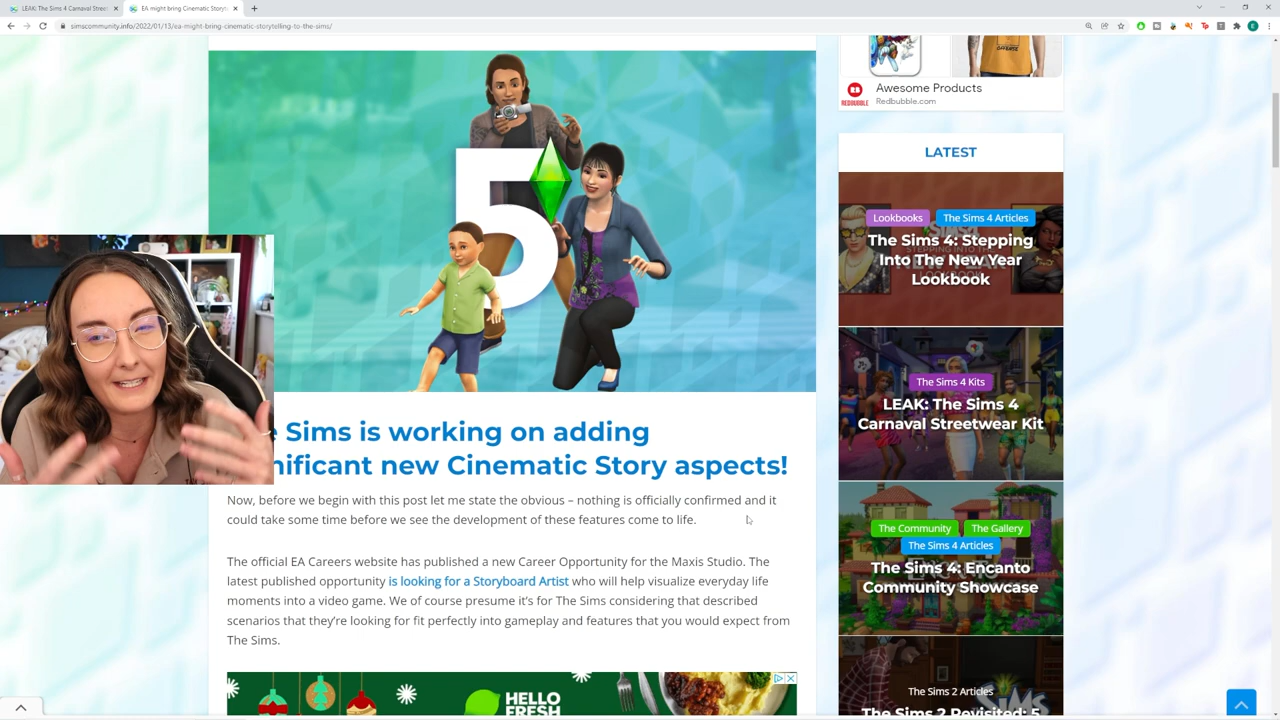 LEAK: The Sims 4 Carnaval Street
EA might bring Cinematic Storyt
simscommunity.info/2022/01/13/ea-might-bring-cinematic-storytelling-to-the-sims/
5
Sims is working on adding
nificant new Cinematic Story aspects!
Now, before we begin with this post let me state the obvious – nothing is officially confirmed and it
could take some time before we see the development of these features come to life.
The official EA Careers website has published a new Career Opportunity for the Maxis Studio. The
latest published opportunity is looking for a Storyboard Artist who will help visualize everyday life
moments into a video game. We of course presume it's for The Sims considering that described
scenarios that they're looking for fit perfectly into gameplay and features that you would expect from
The Sims.
HELLO
FRESH
Awesome Products
Redbubble.com
REDBUBBLE
LATEST
Lookbooks
The Sims 4 Articles
The Sims 4: Stepping
Into The New Year
Lookbook
The Sims 4 Kits
LEAK: The Sims 4
Carnaval Streetwear Kit
The Community
The Gallery
The Sims 4 Articles
The Sims 4: Encanto
Community Showcase
The Sims 2 Articles
The Sims 2 Revisited: 5